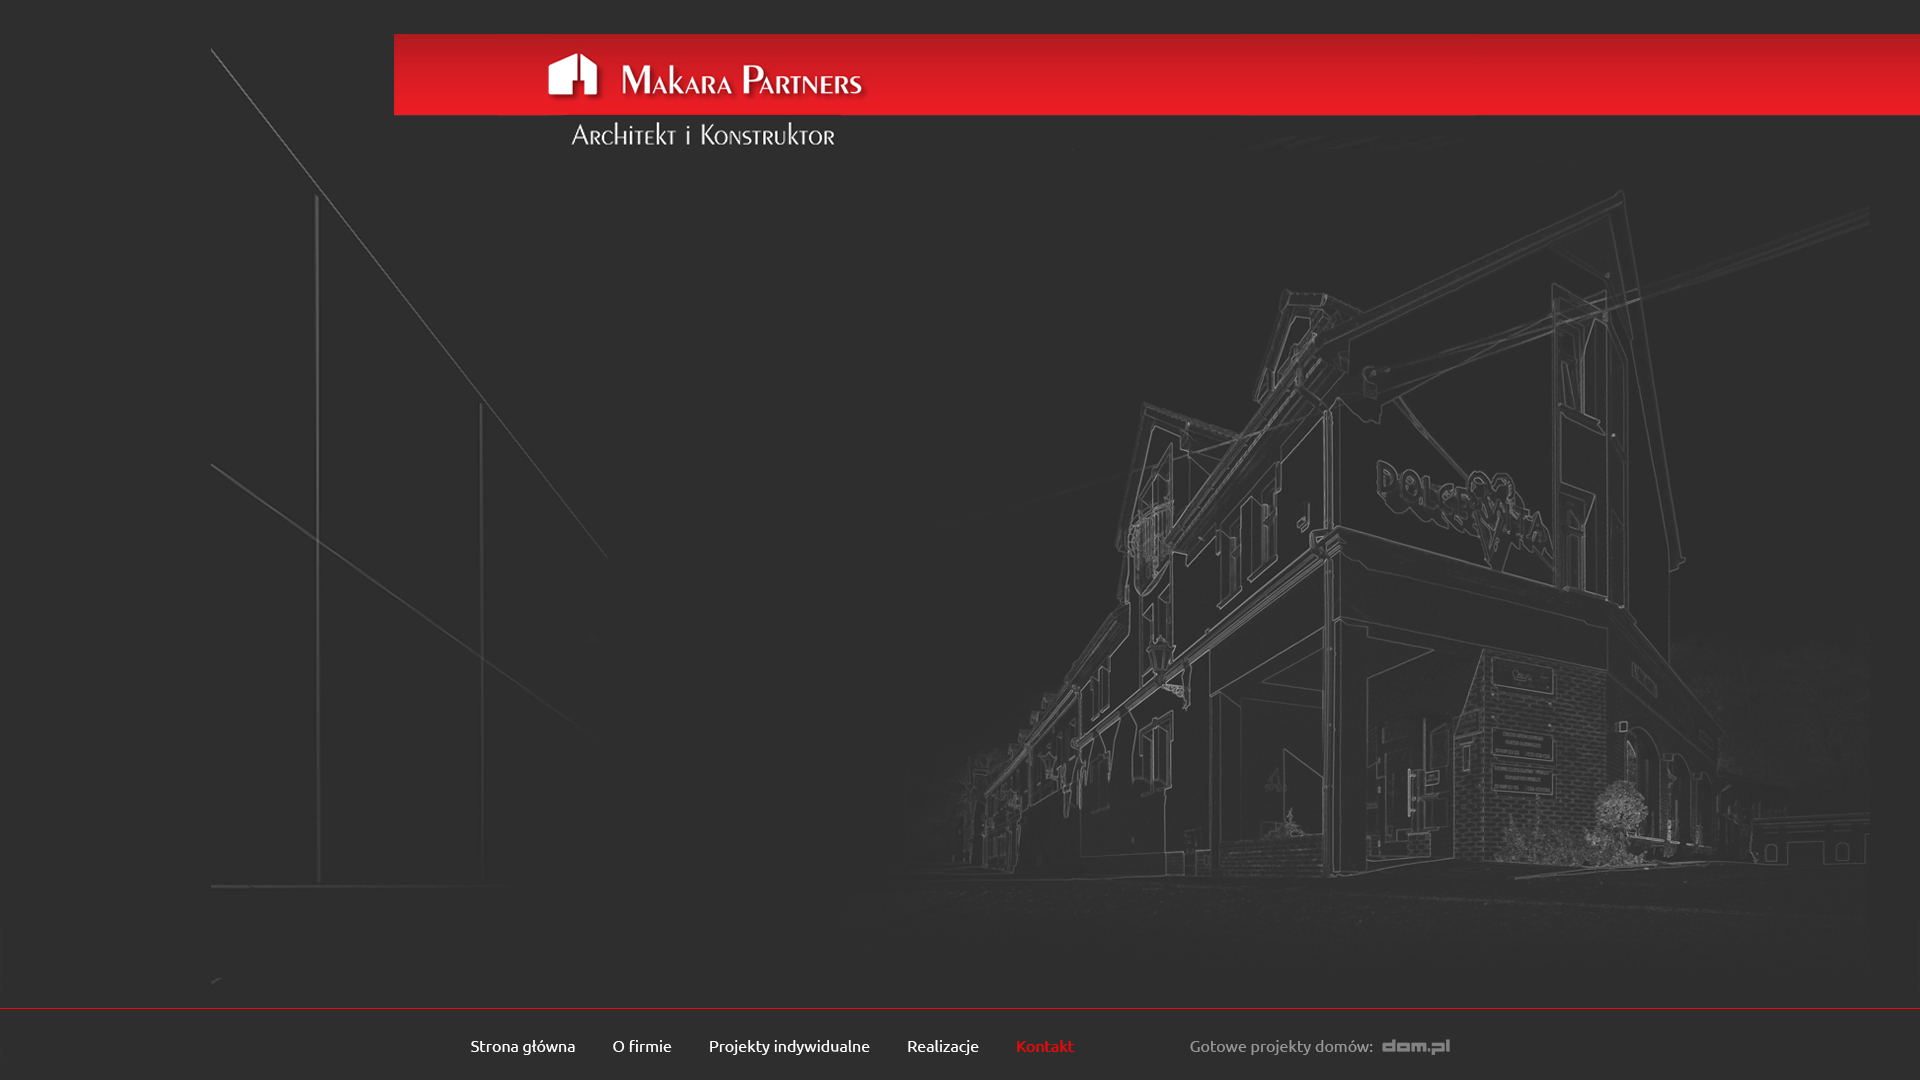 Makara Partners
Architekt i Konstruktor
Strona główna O firmie Projekty indywidualne Realizacje Kontakt Gotowe projekty domów: dom.pl